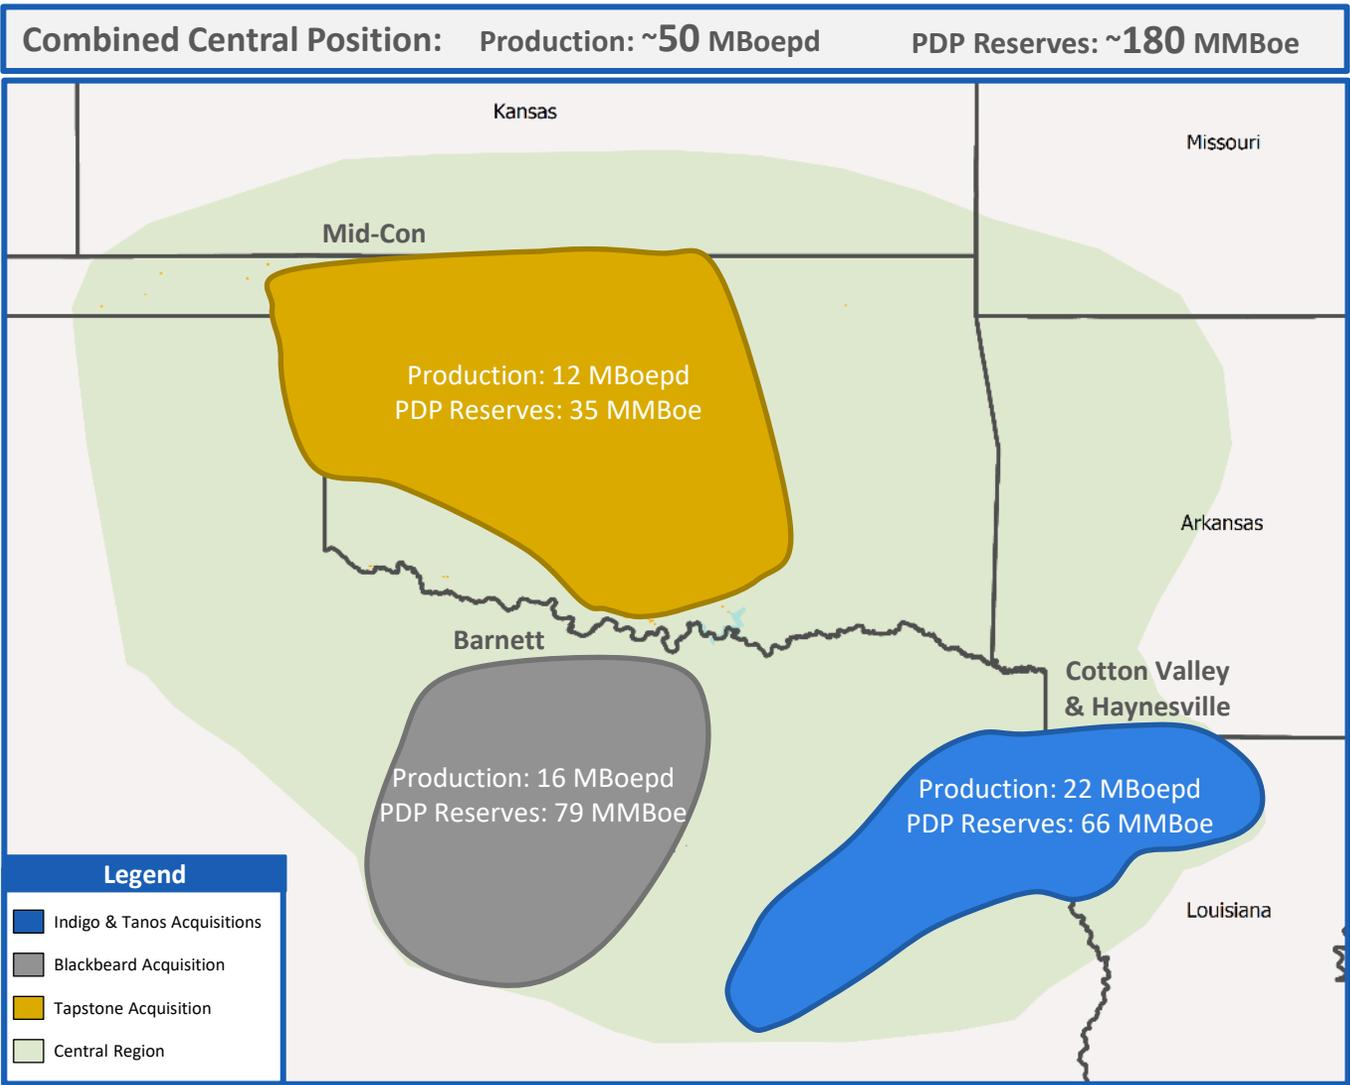 Combined Central Position: Production: ~50 MBoepd PDP Reserves: ~180 MMBoe
Kansas
Missouri
Mid-Con
Production: 12 MBoepd
PDP Reserves: 35 MMBoe
Arkansas
Barnett
Cotton Valley
& Haynesville
Production: 16 MBoepd
PDP Reserves: 79 MMBoe
Production: 22 MBoepd
PDP Reserves: 66 MMBoe
Louisiana
Legend
Indigo & Tanos Acquisitions
Blackbeard Acquisition
Tapstone Acquisition
Central Region